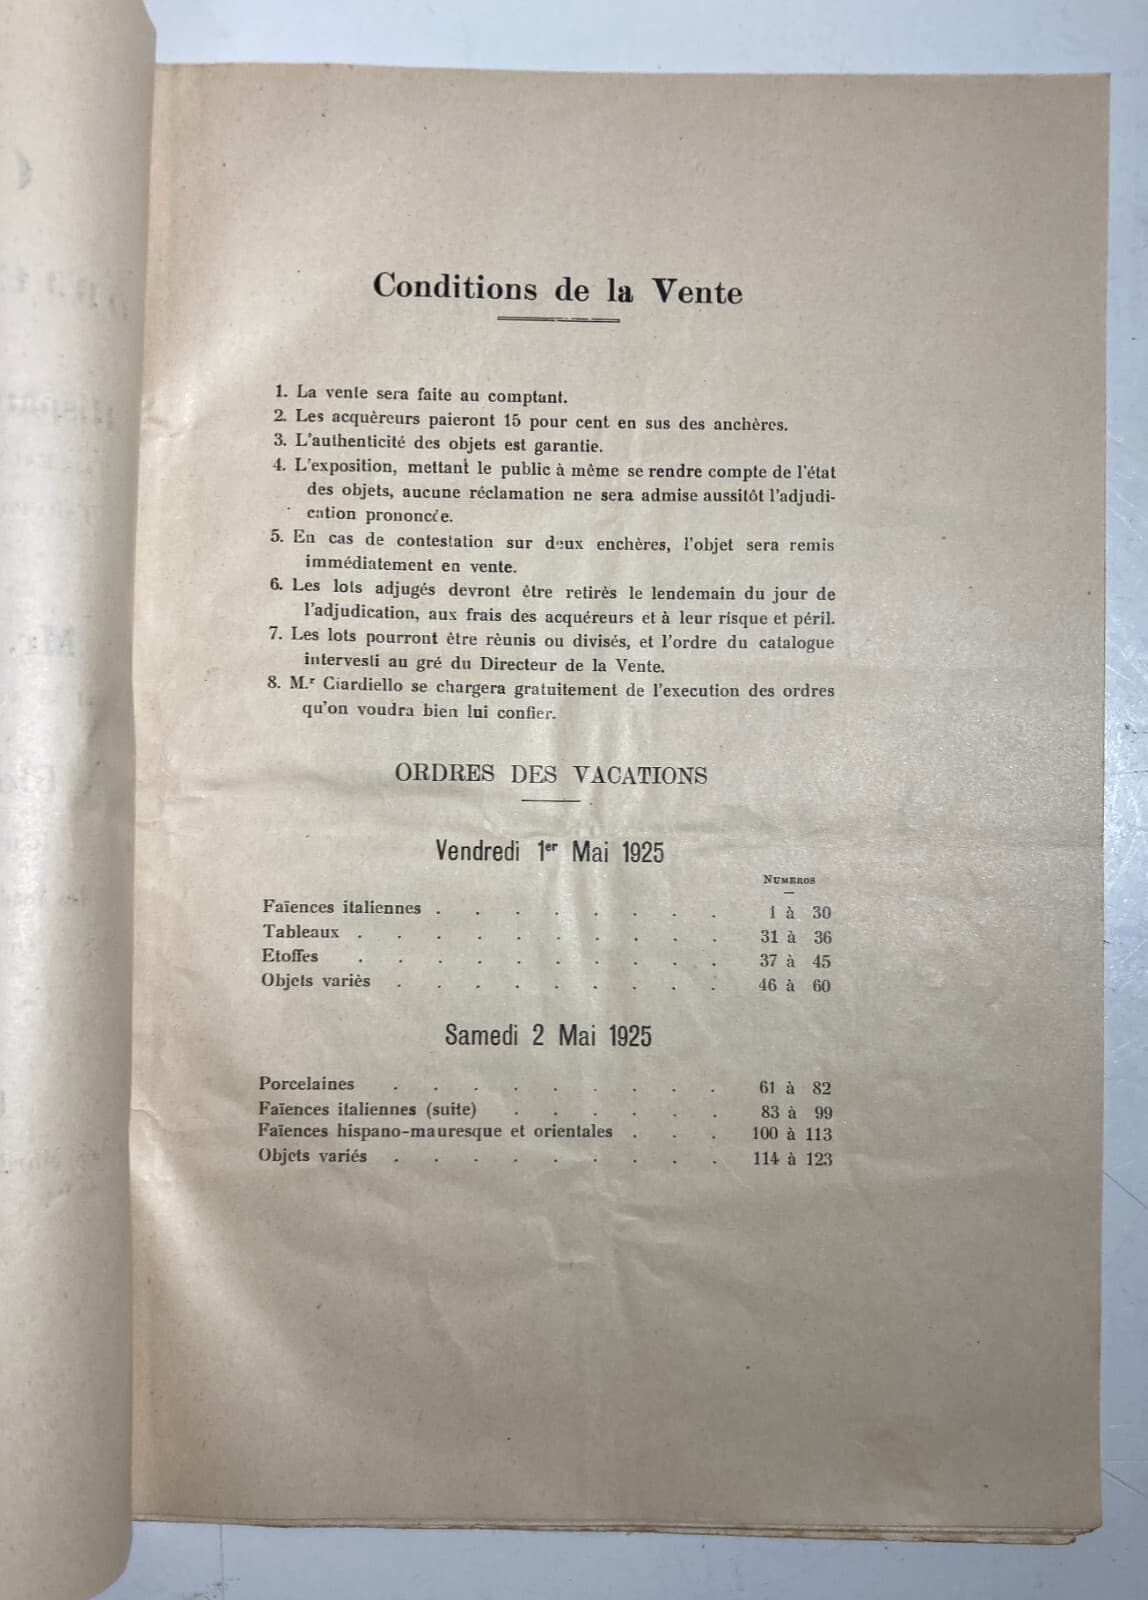 Conditions de la Vente
1. La vente sera faite au comptant.
2. Les acquèreurs paieront 15 pour cent en sus des anchères.
3. L'authenticité des objets est garantie.
4. L'exposition, mettant le public à même se rendre compte de l'état
des objets, aucune réclamation ne sera admise aussitôt l'adjudi-
cation prononcée.
5. En cas de contestation sur deux enchères, l'objet sera remis
immédiatement en vente.
6. Les lots adjugés devront être retirès le lendemain du jour de
l'adjudication, aux frais des acquéreurs et à leur risque et péril.
7. Les lots pourront être rèunis ou divisés, et l'ordre du catalogue
intervesti au gré du Directeur de la Vente.
8. M.r Ciardiello se chargera gratuitement de l'execution des ordres
qu'on voudra bien lui confier.
ORDRES DES VACATIONS
Vendredi 1er Mai 1925
NUMEROS
Faïences italiennes . . . . . . . . 1 à 30
Tableaux . . . . . . . . . . 31 à 36
Etoffes . . . . . . . . . . 37 à 45
Objets variès . . . . . . . . . 46 à 60
Samedi 2 Mai 1925
Porcelaines . . . . . . . . . 61 à 82
Faïences italiennes (suite) . . . . . . 83 à 99
Faïences hispano-mauresque et orientales . . . 100 à 113
Objets variés . . . . . . . . . 114 à 123